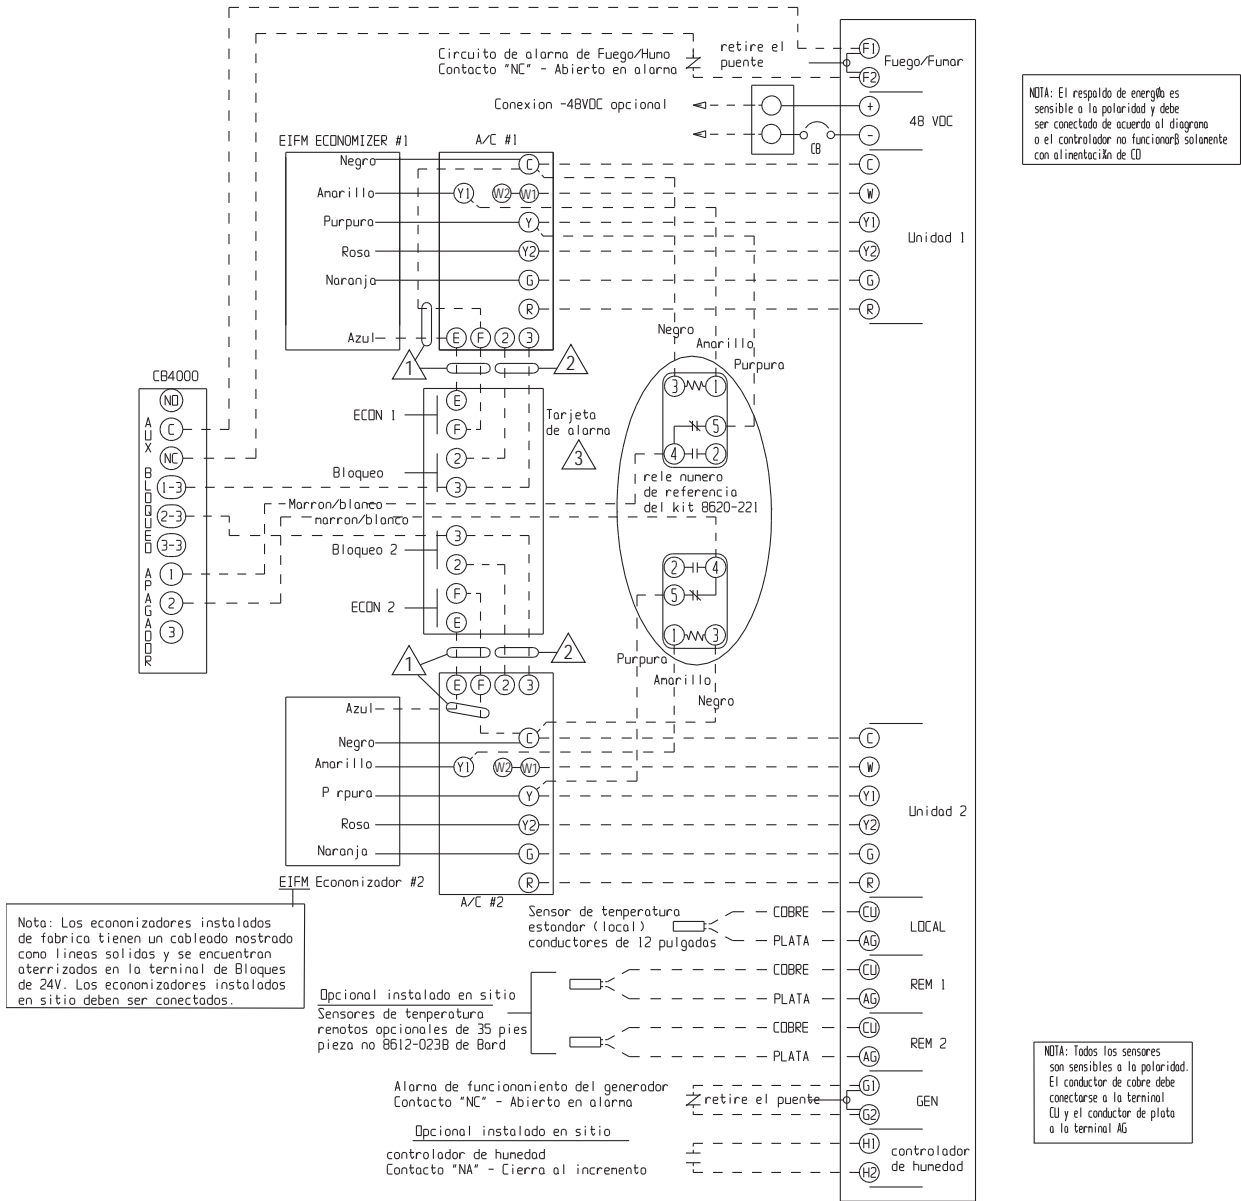 Circuito de alarma de Fuego/Humo
Contacto "NC" - Abierto en alarma
retire el
puente
F1
F2
Fuego/Fumar
Conexion -48VDC opcional
CB
+
-
48 VDC
NOTA: El respaldo de energØa es
sensible a la polaridad y debe
ser conectado de acuerdo al diagrama
o el controlador no funcionarß solamente
con alimentaci¾n de CD
EIFM ECONOMIZER #1
A/C #1
Negro
Amarillo
Purpura
Rosa
Naranja
Azul
C
Y1
W2
W1
Y
Y2
G
R
E
F
2
3
C
W
Y1
Y2
G
R
Unidad 1
1
2
Negro
Amarillo
Purpura
CB4000
NO
C
NC
1-3
2-3
3-3
1
2
3
AUX
BLOQUEO
APAGADOR
ECON 1
E
F
Bloqueo
2
3
Tarjeta
de alarma
3
Marron/blanco
marron/blanco
Bloqueo 2
3
2
ECON 2
F
E
3
1
5
4
2
rele numero
de referencia
del kit 8620-221
2
4
5
1
3
Purpura
Amarillo
Negro
1
2
E
F
2
3
Azul
Negro
Amarillo
P rpura
Rosa
Naranja
C
Y1
W2
W1
Y
Y2
G
R
C
W
Y1
Y2
G
R
Unidad 2
EIFM Economizador #2
A/C #2
Nota: Los economizadores instalados
de fabrica tienen un cableado mostrado
como lineas solidas y se encuentran
aterrizados en la terminal de Bloques
de 24V. Los economizadores instalados
en sitio deben ser conectados.
Sensor de temperatura
estandar (local)
conductores de 12 pulgadas
COBRE
PLATA
CU
AG
LOCAL
Opcional instalado en sitio
Sensores de temperatura
remotos opcionales de 35 pies
pieza no 8612-023B de Bard
COBRE
PLATA
CU
AG
REM 1
COBRE
PLATA
CU
AG
REM 2
Alarma de funcionamiento del generador
Contacto "NC" - Abierto en alarma
retire el puente
G1
G2
GEN
Opcional instalado en sitio
controlador de humedad
Contacto "NA" - Cierra al incremento
H1
H2
controlador
de humedad
NOTA: Todos los sensores
son sensibles a la polaridad.
El conductor de cobre debe
conectarse a la terminal
CU y el conductor de plata
a la terminal AG